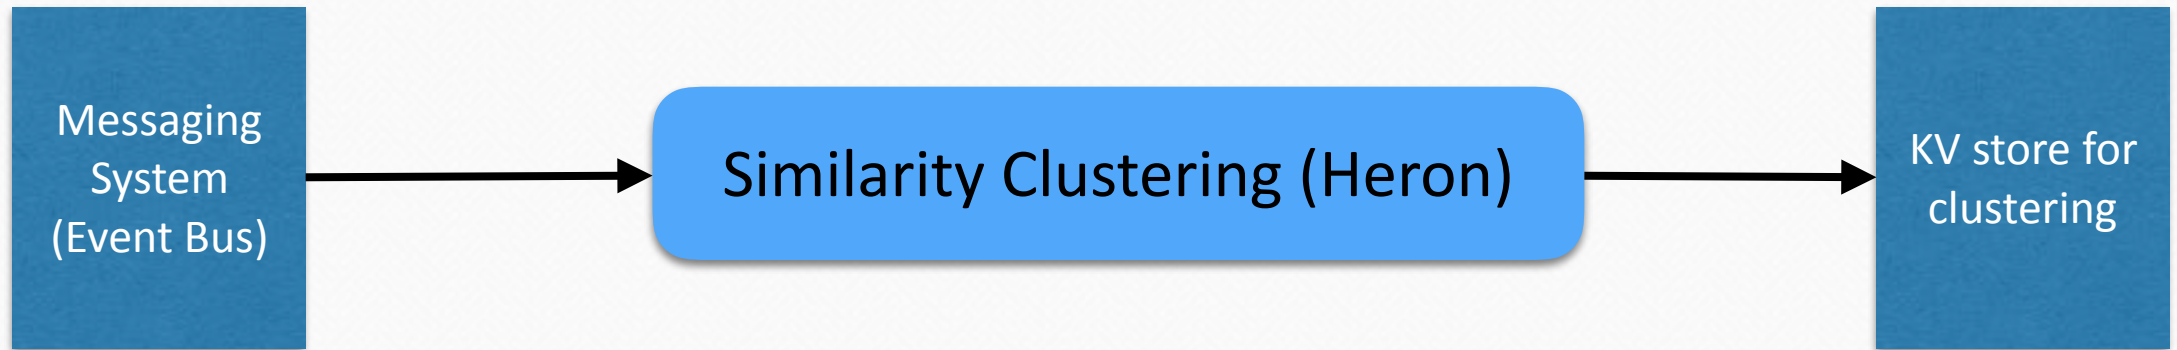 Messaging
System
(Event Bus)
Similarity Clustering (Heron)
KV store for
clustering